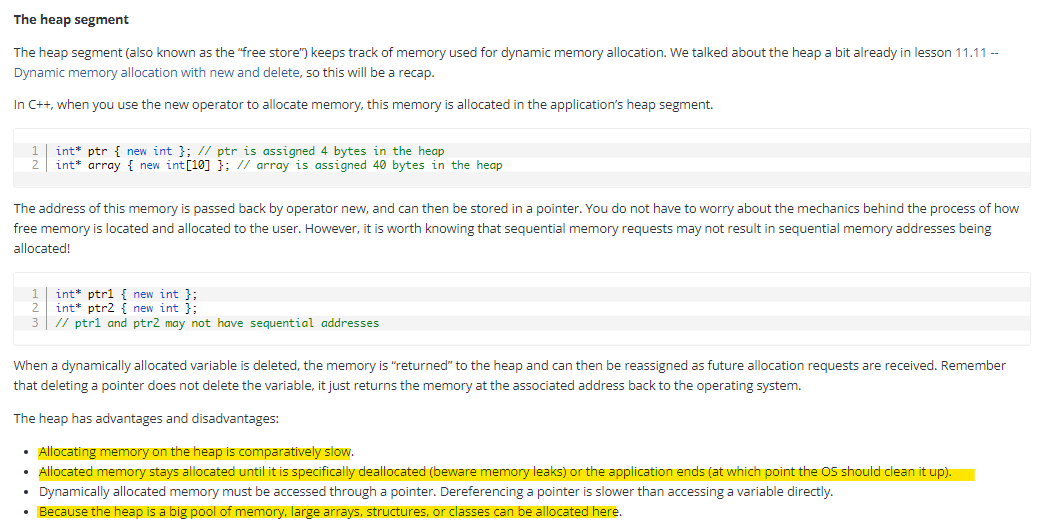 The heap segment
The heap segment (also known as the “free store”) keeps track of memory used for dynamic memory allocation. We talked about the heap a bit already in lesson 11.11 --
Dynamic memory allocation with new and delete, so this will be a recap.
In C++, when you use the new operator to allocate memory, this memory is allocated in the application’s heap segment.
1 int* ptr { new int }; // ptr is assigned 4 bytes in the heap
2 int* array { new int[10] }; // array is assigned 40 bytes in the heap
The address of this memory is passed back by operator new, and can then be stored in a pointer. You do not have to worry about the mechanics behind the process of how
free memory is located and allocated to the user. However, it is worth knowing that sequential memory requests may not result in sequential memory addresses being
allocated!
1 int* ptr1 { new int };
2 int* ptr2 { new int };
3 // ptr1 and ptr2 may not have sequential addresses
When a dynamically allocated variable is deleted, the memory is “returned” to the heap and can then be reassigned as future allocation requests are received. Remember
that deleting a pointer does not delete the variable, it just returns the memory at the associated address back to the operating system.
The heap has advantages and disadvantages:
• Allocating memory on the heap is comparatively slow.
• Allocated memory stays allocated until it is specifically deallocated (beware memory leaks) or the application ends (at which point the OS should clean it up).
• Dynamically allocated memory must be accessed through a pointer. Dereferencing a pointer is slower than accessing a variable directly.
• Because the heap is a big pool of memory, large arrays, structures, or classes can be allocated here.